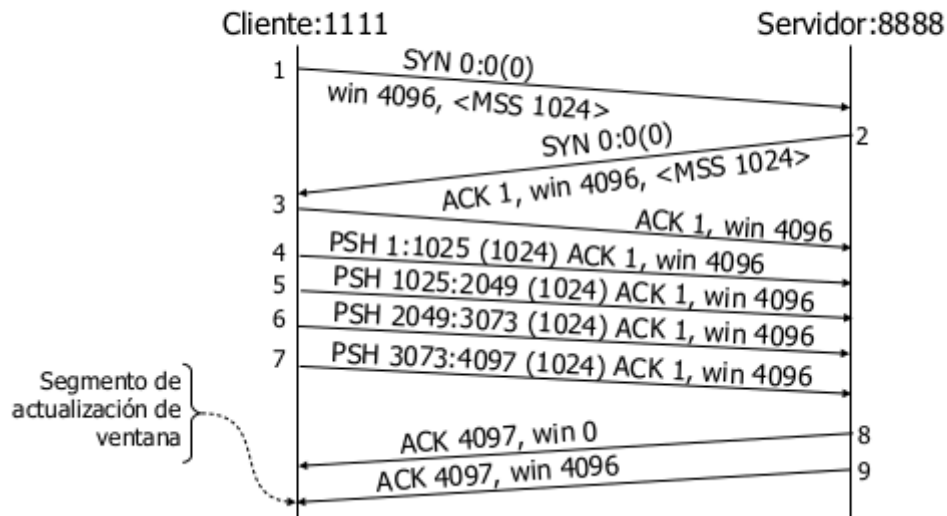 Cliente:1111
Servidor:8888
1
SYN 0:0(0)
win 4096, <MSS 1024>
2
SYN 0:0(0)
ACK 1, win 4096, <MSS 1024>
3
ACK 1, win 4096
4
PSH 1:1025 (1024) ACK 1, win 4096
5
PSH 1025:2049 (1024) ACK 1, win 4096
6
PSH 2049:3073 (1024) ACK 1, win 4096
7
PSH 3073:4097 (1024) ACK 1, win 4096
Segmento de
actualización de
ventana
8
ACK 4097, win 0
9
ACK 4097, win 4096